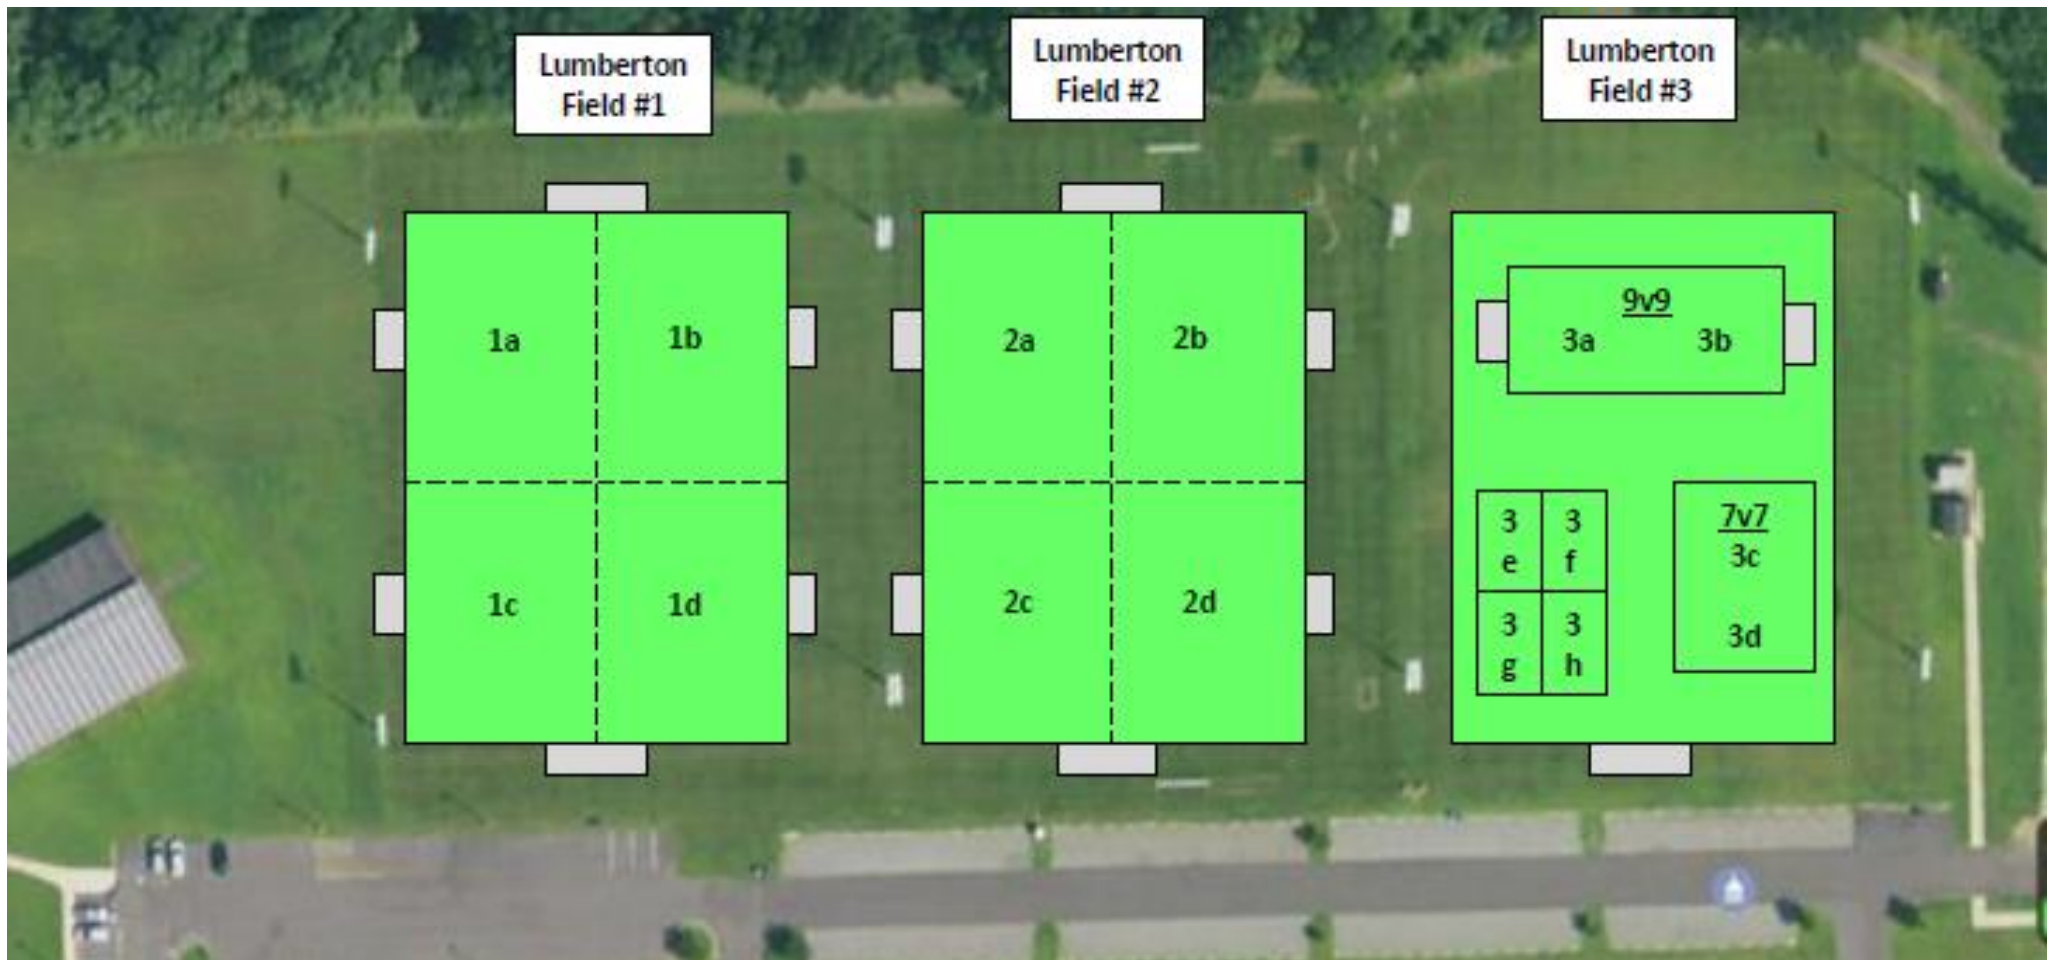 Lumberton
Field #1
Lumberton
Field #2
Lumberton
Field #3
1a
1b
1c
1d
2a
2b
2c
2d
9v9
3a 3b
3 3
e f
3 3
g h
7v7
3c
3d